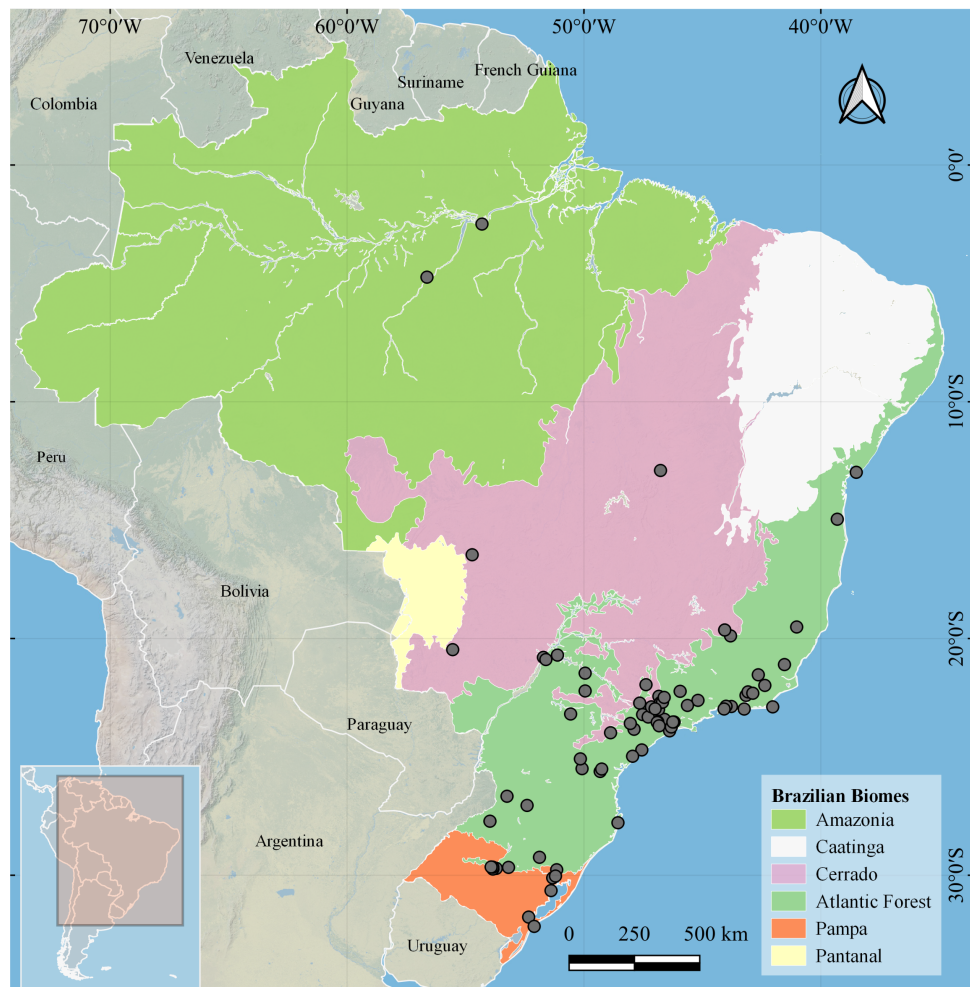 70°0'W 60°0'W 50°0'W 40°0'W
Venezuela
French Guiana
Suriname
Colombia
Guyana
0°0'
10°0'S
Peru
Bolivia
20°0'S
Paraguay
Brazilian Biomes
Amazonia
Argentina
Caatinga
Cerrado
30°0'S
Atlantic Forest
Pampa
Uruguay
0 250 500 km
Pantanal